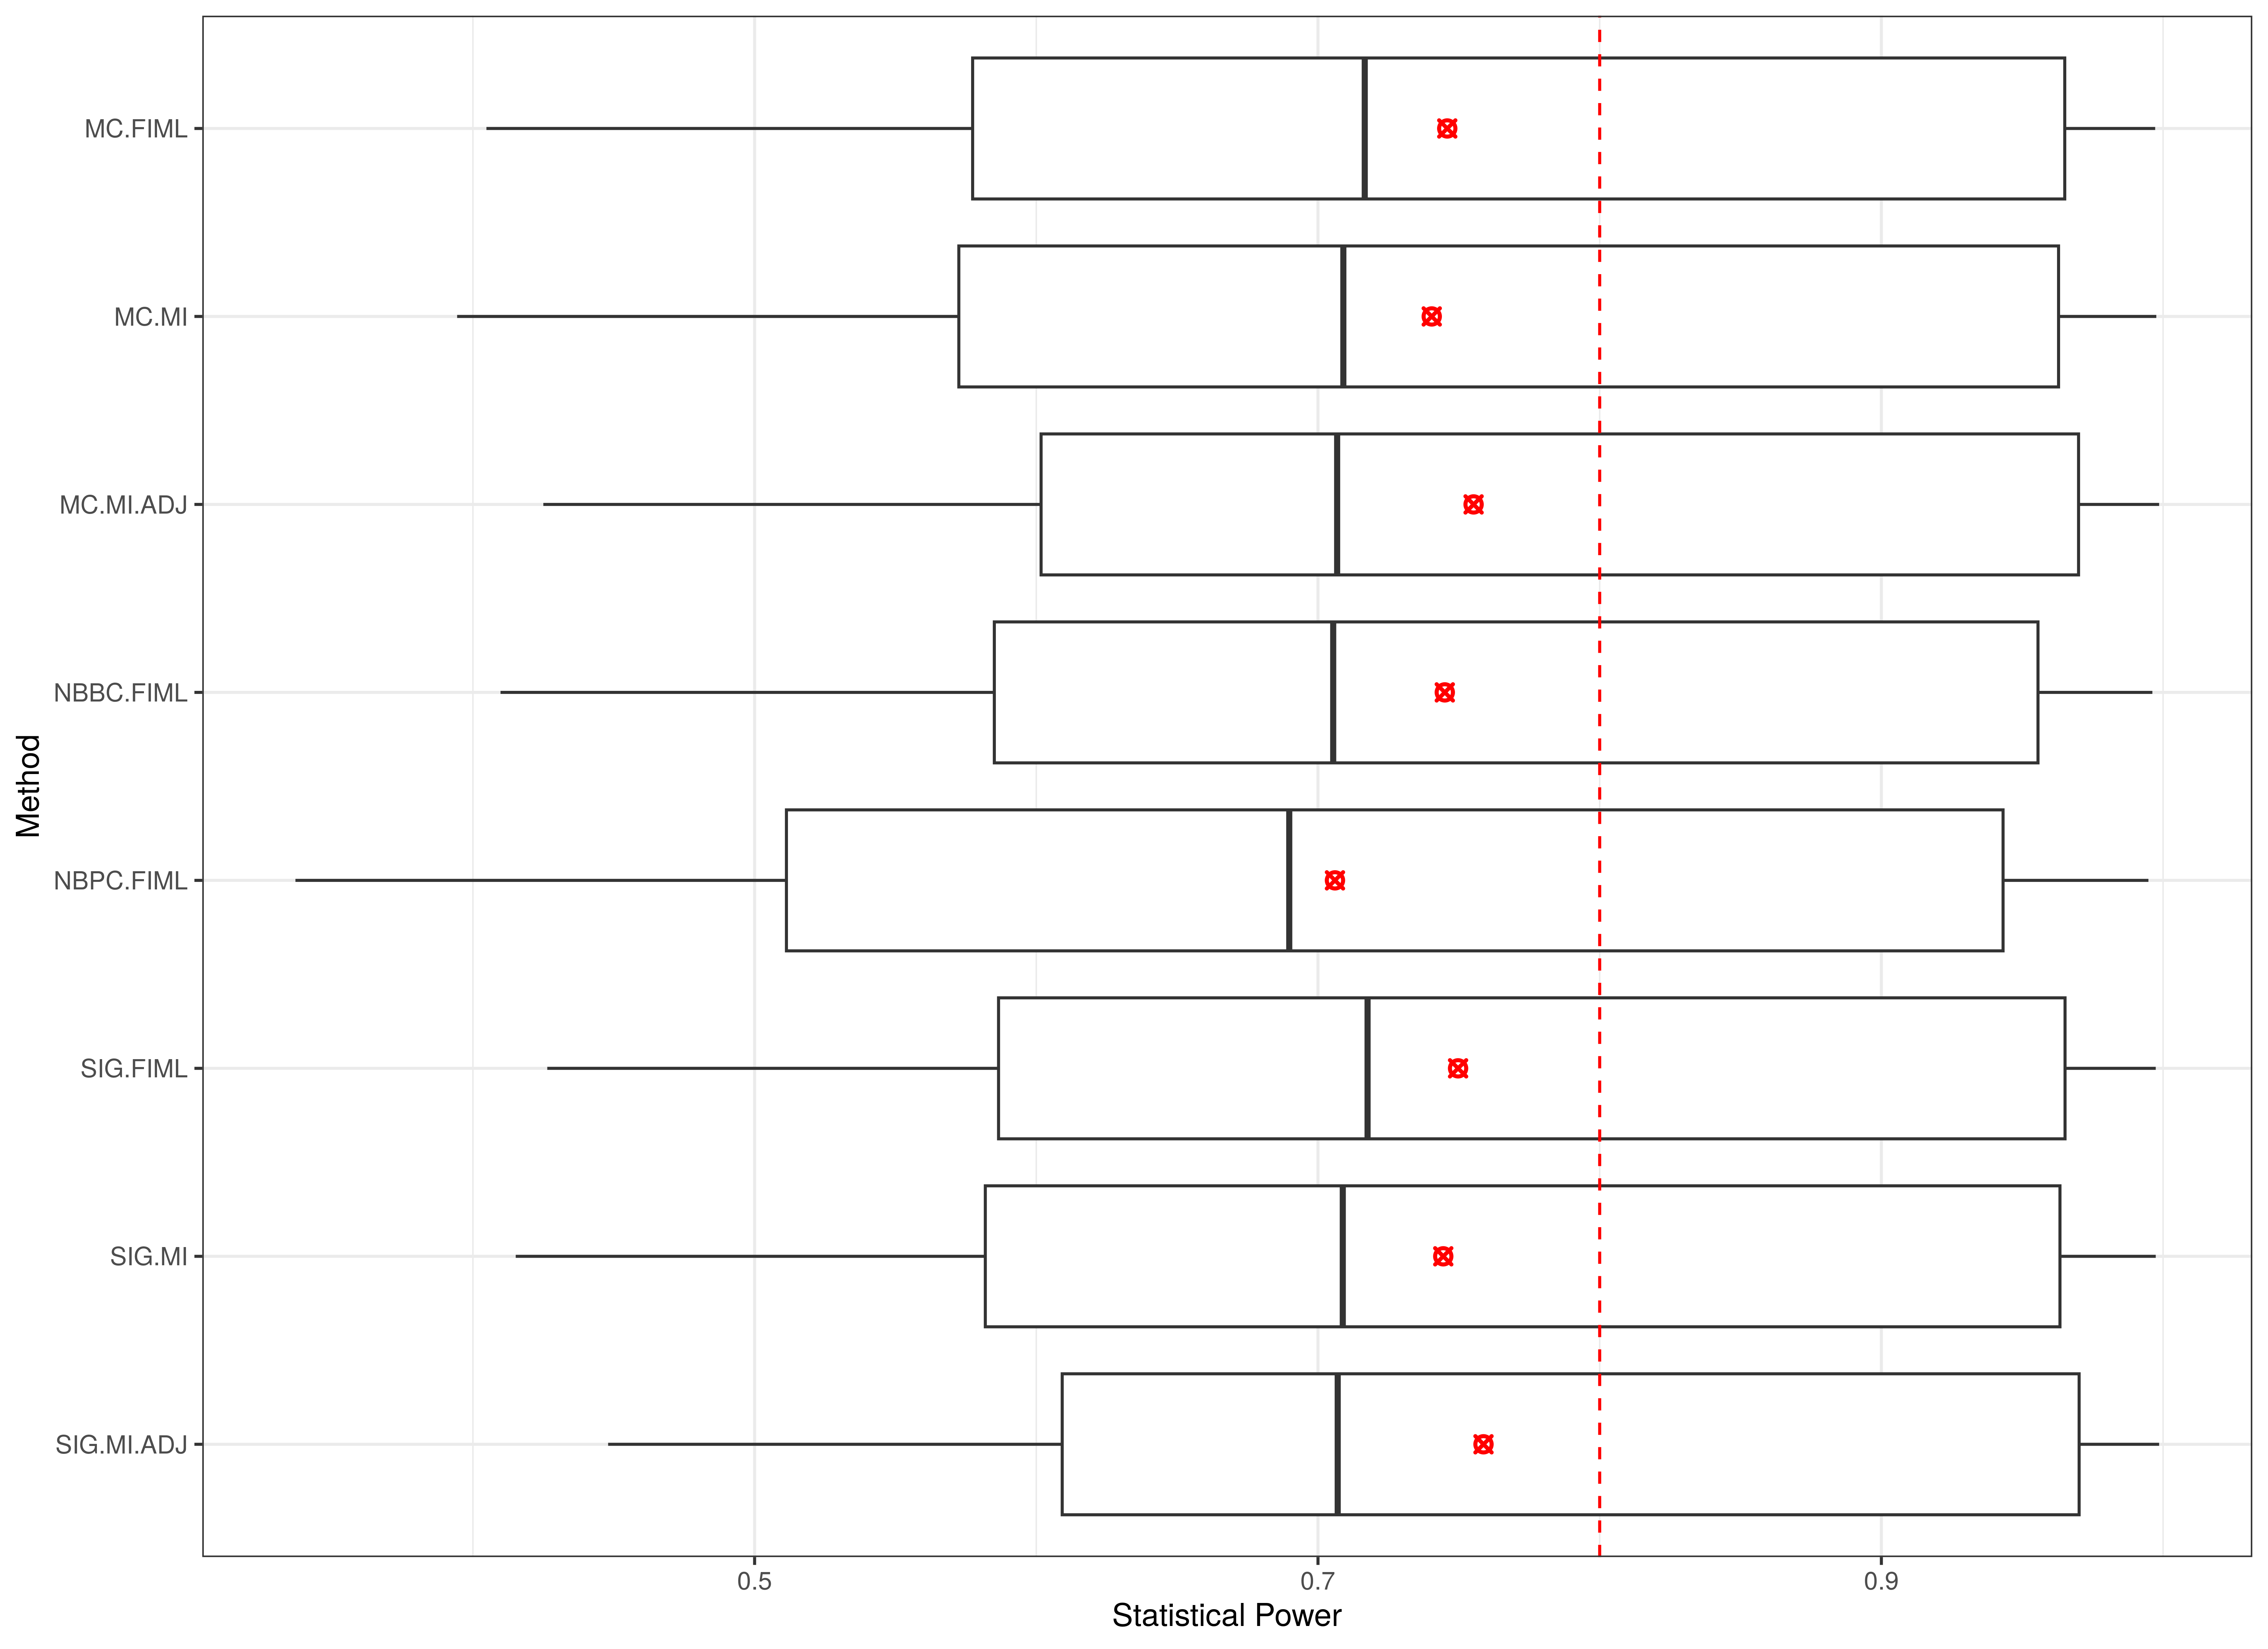 MC.FIML
MC.MI
MC.MI.ADJ
NBBC.FIML
Method
NBPC.FIML
SIG.FIML
SIG.MI
SIG.MI.ADJ
0.5 0.7 0.9
Statistical Power